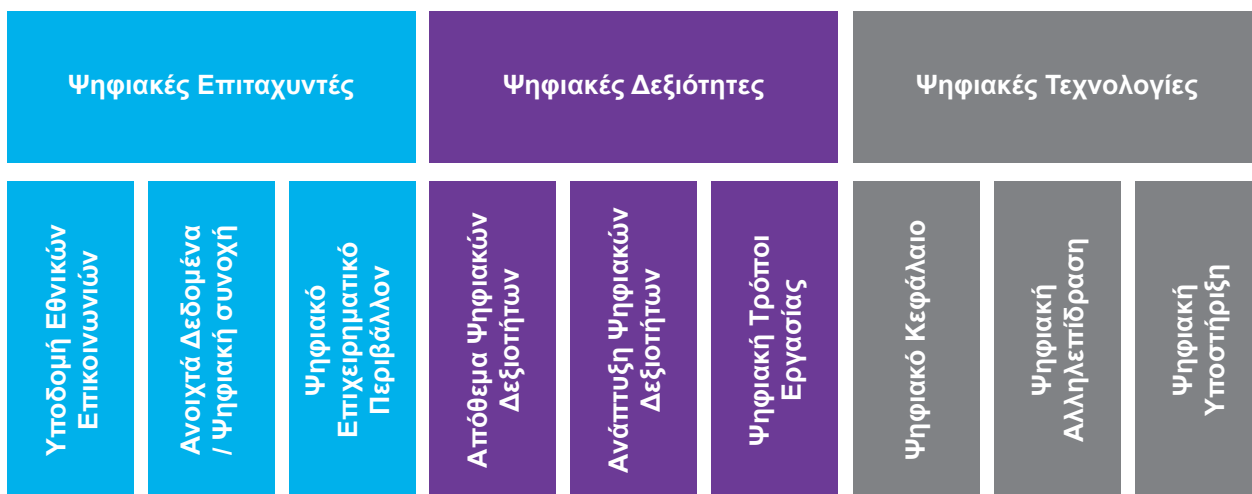 Ψηφιακές Επιταχυντές
Ψηφιακές Δεξιότητες
Ψηφιακές Τεχνολογίες
Υποδομή Εθνικών
Επικοινωνιών
Ανοιχτά Δεδομένα
/ Ψηφιακή συνοχή
Ψηφιακό
Επιχειρηματικό
Περιβάλλον
Απόθεμα Ψηφιακών
Δεξιοτήτων
Ανάπτυξη Ψηφιακών
Δεξιοτήτων
Ψηφιακή Τρόποι
Εργασίας
Ψηφιακό Κεφάλαιο
Ψηφιακή
Αλληλεπίδραση
Ψηφιακή
Υποστήριξη